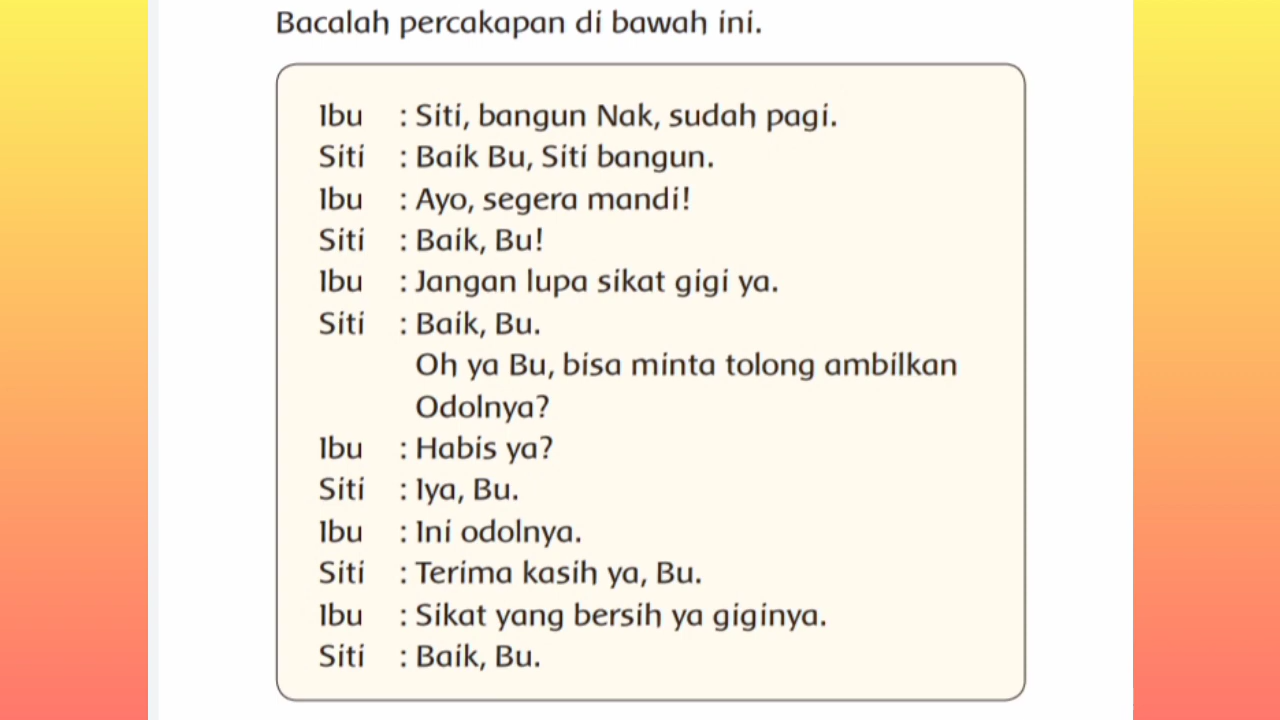 Bacalah percakapan di bawah ini.
Ibu : Siti, bangun Nak, sudah pagi.
Siti : Baik Bu, Siti bangun.
Ibu : Ayo, segera mandi!
Siti : Baik, Bu!
Ibu : Jangan lupa sikat gigi ya.
Siti : Baik, Bu.
Oh ya Bu, bisa minta tolong ambilkan
Odolnya?
Ibu : Habis ya?
Siti : Iya, Bu.
Ibu : Ini odolnya.
Siti : Terima kasih ya, Bu.
Ibu : Sikat yang bersih ya giginya.
Siti : Baik, Bu.